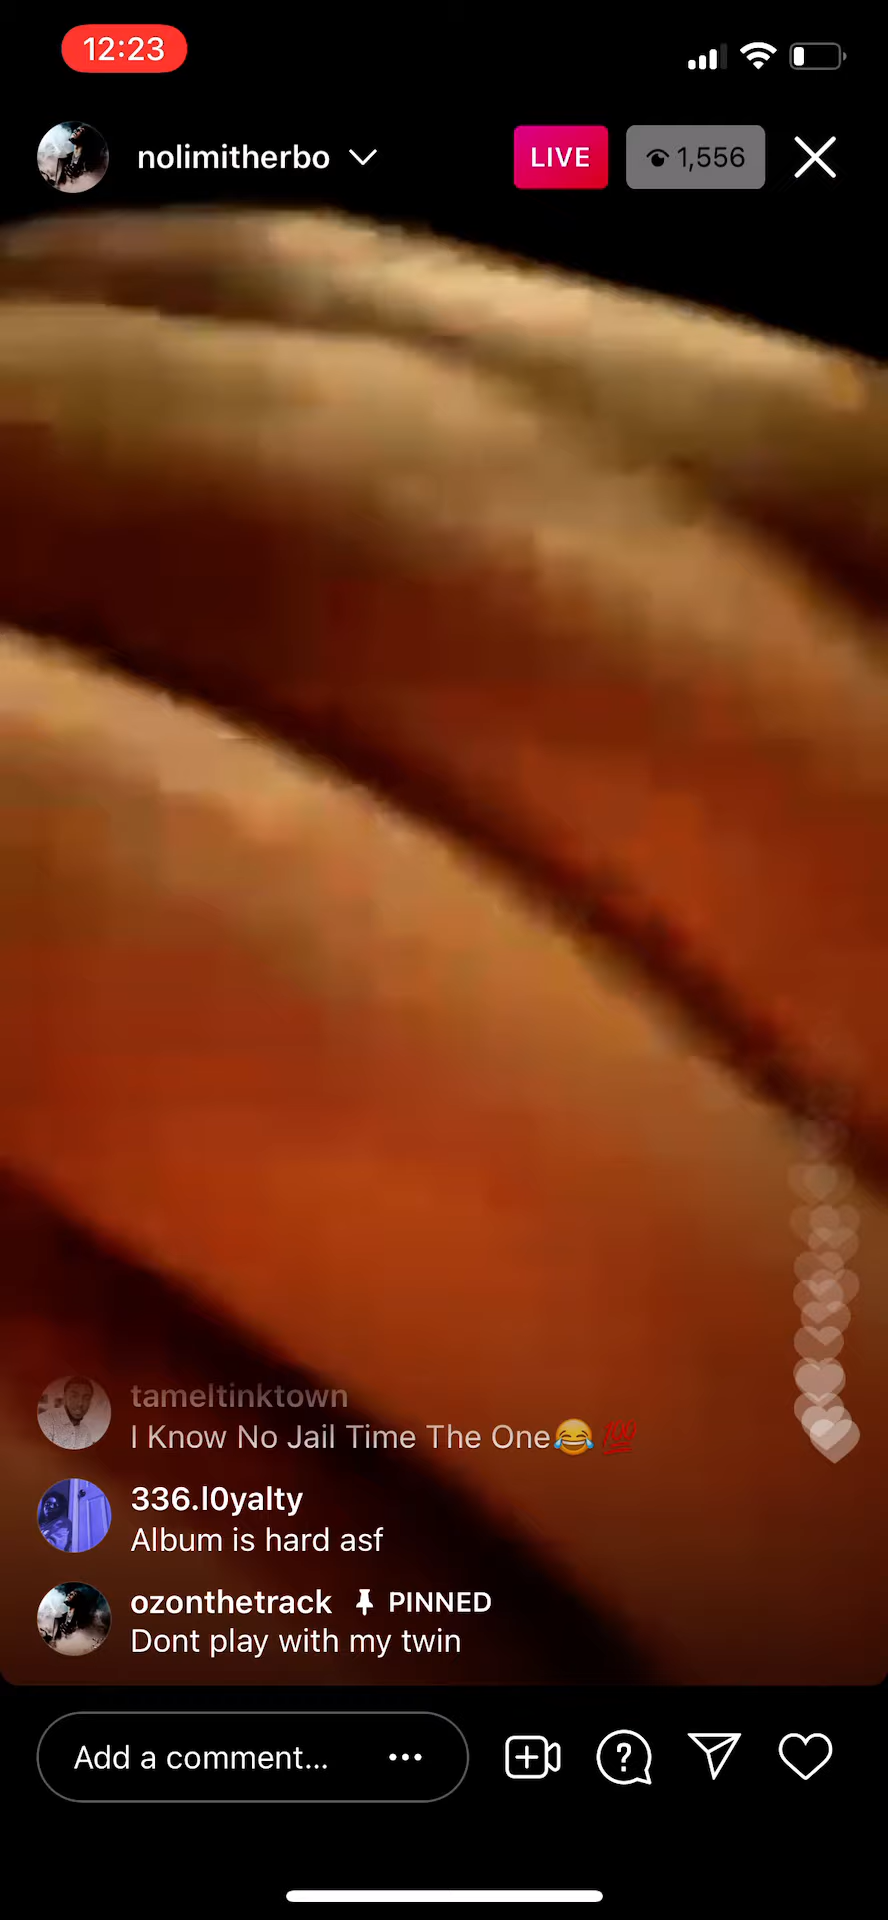 12:23
nolimitherbo
LIVE
1,556
tameltinktown
I Know No Jail Time The One😂💯
336.l0yalty
Album is hard asf
ozonthetrack PINNED
Dont play with my twin
Add a comment...